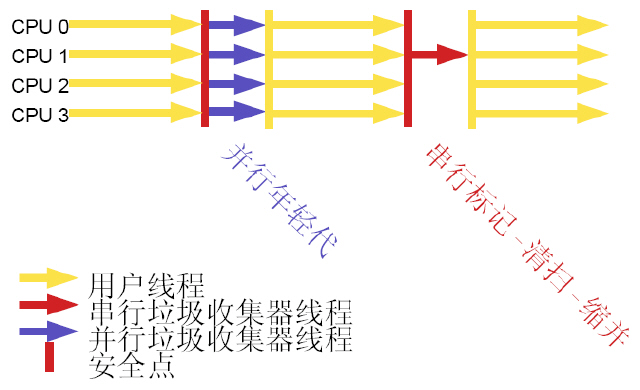 CPU 0
CPU 1
CPU 2
CPU 3
并行年轻代
串行标记-清扫-缩并
用户线程
串行垃圾收集器线程
并行垃圾收集器线程
安全点